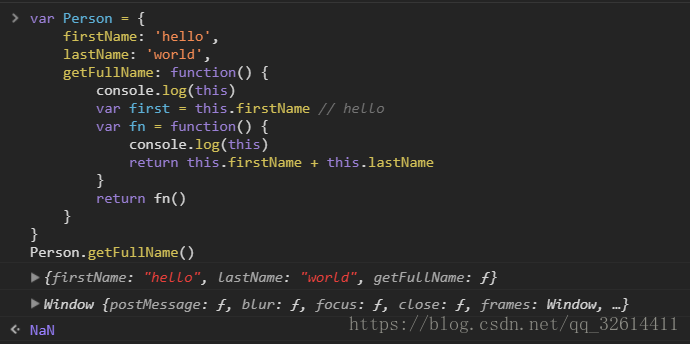 var Person = {
    firstName: 'hello',
    lastName: 'world',
    getFullName: function() {
        console.log(this)
        var first = this.firstName // hello
        var fn = function() {
            console.log(this)
            return this.firstName + this.lastName
        }
        return fn()
    }
}
Person.getFullName()
{firstName: "hello", lastName: "world", getFullName: ƒ}
Window {postMessage: ƒ, blur: ƒ, focus: ƒ, close: ƒ, frames: Window, …}
NaN
https://blog.csdn.net/qq_32614411